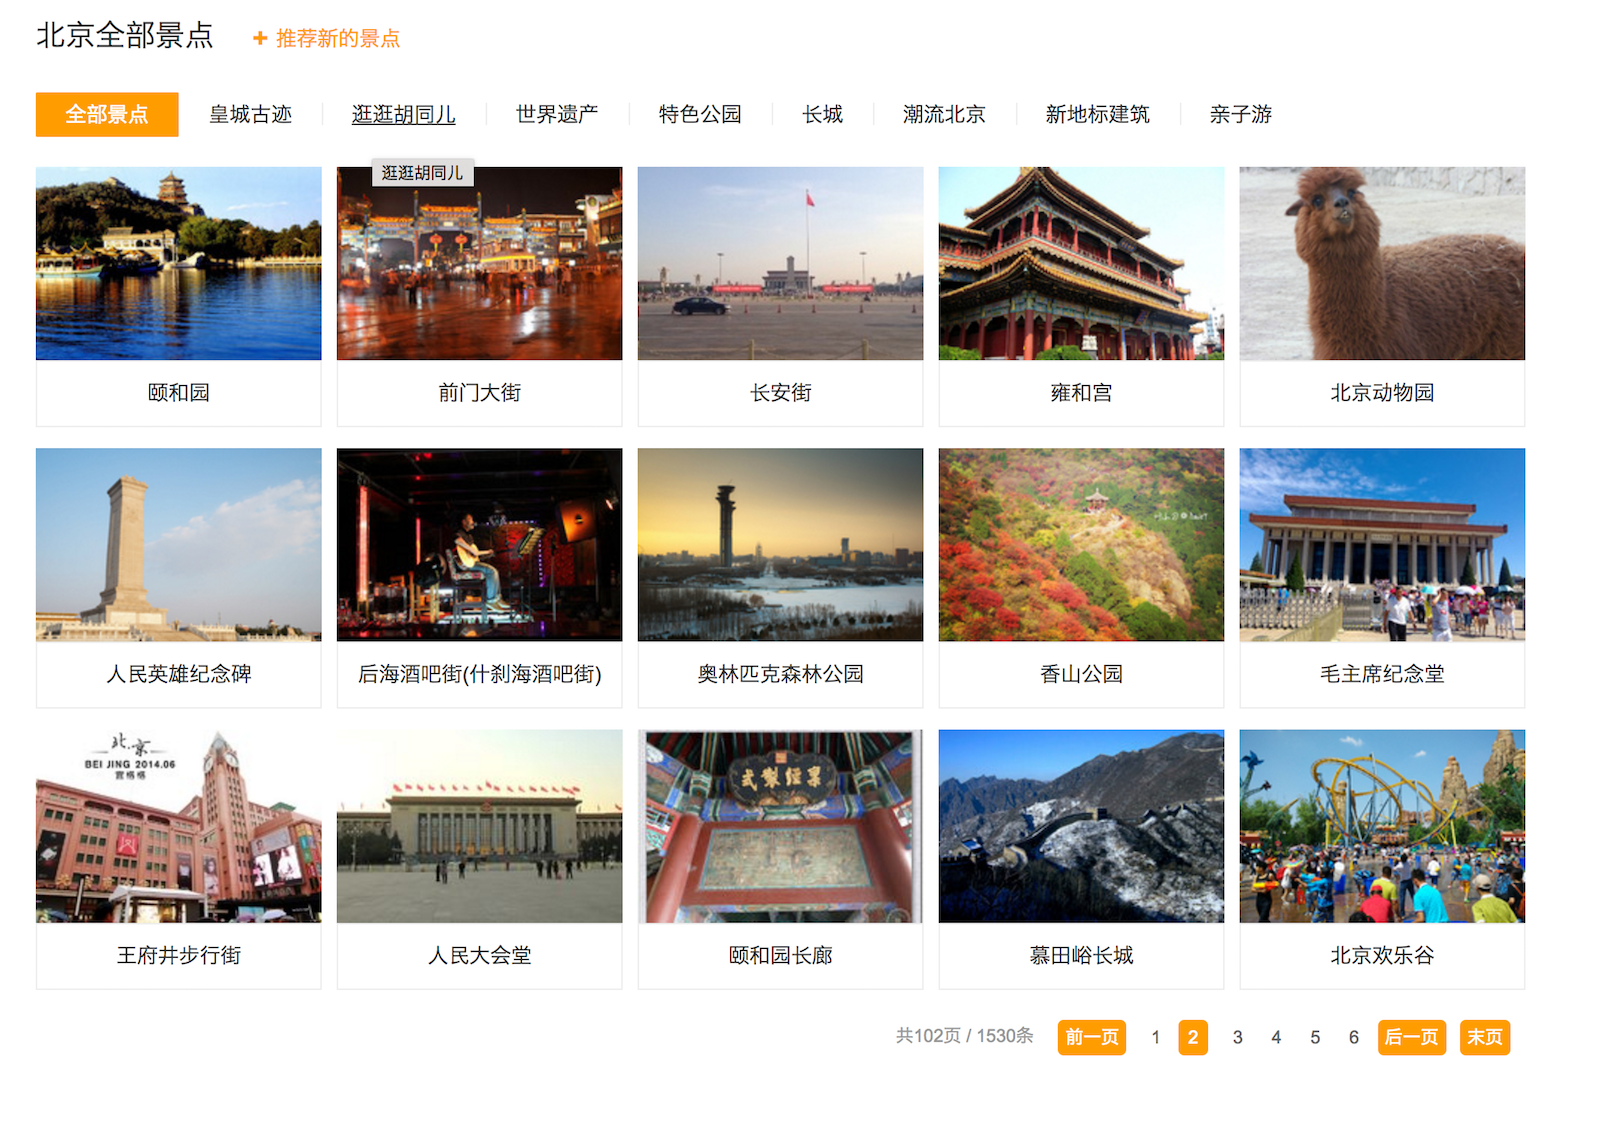 北京全部景点
+ 推荐新的景点
全部景点 皇城古迹 逛逛胡同儿 世界遗产 特色公园 长城 潮流北京 新地标建筑 亲子游
逛逛胡同儿
颐和园 前门大街 长安街 雍和宫 北京动物园
人民英雄纪念碑 后海酒吧街(什刹海酒吧街) 奥林匹克森林公园 香山公园 毛主席纪念堂
北京
BEI JING 2014.06
王府井步行街 人民大会堂 颐和园长廊 慕田峪长城 北京欢乐谷
共102页 / 1530条 前一页 1 2 3 4 5 6 后一页 末页